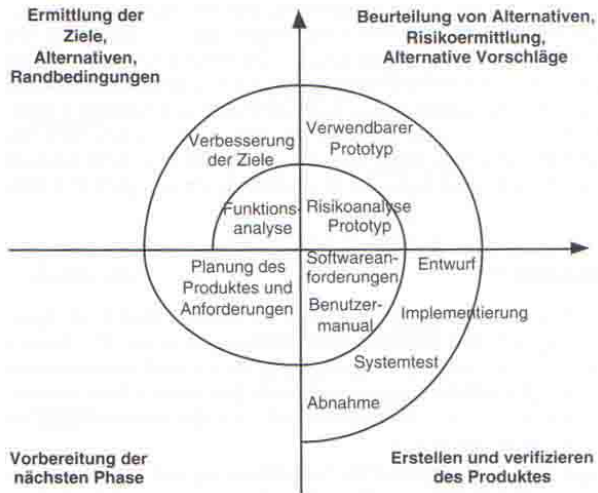 Ermittlung der
Ziele,
Alternativen,
Randbedingungen
Beurteilung von Alternativen,
Risikoermittlung,
Alternative Vorschläge
Verbesserung
der Ziele
Verwendbarer
Prototyp
Funktions-
analyse
Risikoanalyse
Prototyp
Planung des
Produktes und
Anforderungen
Softwarean-
forderungen
Benutzer-
manual
Entwurf
Implementierung
Systemtest
Abnahme
Vorbereitung der
nächsten Phase
Erstellen und verifizieren
des Produktes